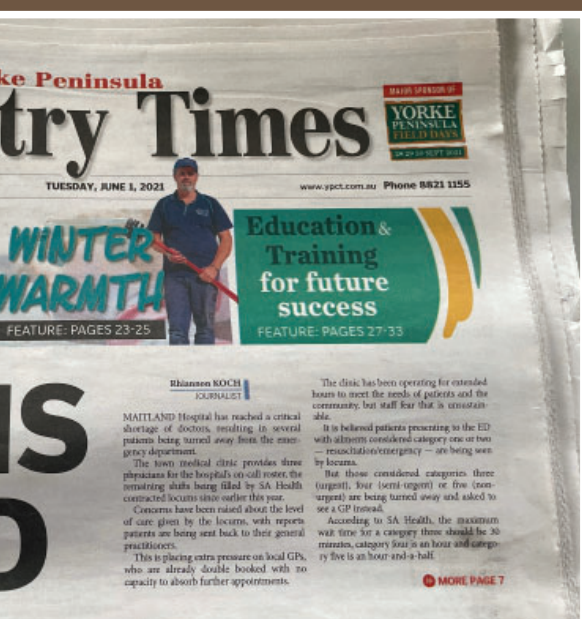 ke Peninsula
try Times
MAJOR SPONSOR OF
YORKE
PENINSULA
FIELD DAYS
TUESDAY, JUNE 1, 2021
www.ypct.com.au Phone 8821 1155
WINTER
WARMTH
FEATURE: PAGES 23-25
Education &
Training
for future
success
FEATURE: PAGES 27-33
NS
D
Rhiannon KOCH
JOURNALIST
MAITLAND Hospital has reached a critical
shortage of doctors, resulting in several
patients being turned away from the emer-
gency department.
The town medical clinic provides three
physicians for the hospital's on-call roster, the
remaining shifts being filled by SA Health
contracted locums since earlier this year.
Concerns have been raised about the level
of care given by the locums, with reports
patients are being sent back to their general
practitioners.
This is placing extra pressure on local GPs,
who are already double booked with no
capacity to absorb further appointments.
The clinic has been operating for extended
hours to meet the needs of patients and the
community, but staff fear that is unsustain-
able.
It is believed patients presenting to the ED
with ailments considered category one or two
— resuscitation/emergency — are being seen
by locums.
But those considered categories three
(urgent), four (semi-urgent) or five (non-
urgent) are being turned away and asked to
see a GP instead.
According to SA Health, the maximum
wait time for a category three should be 30
minutes, category four is an hour and catego-
ry five is an hour-and-a-half.
MORE PAGE 7